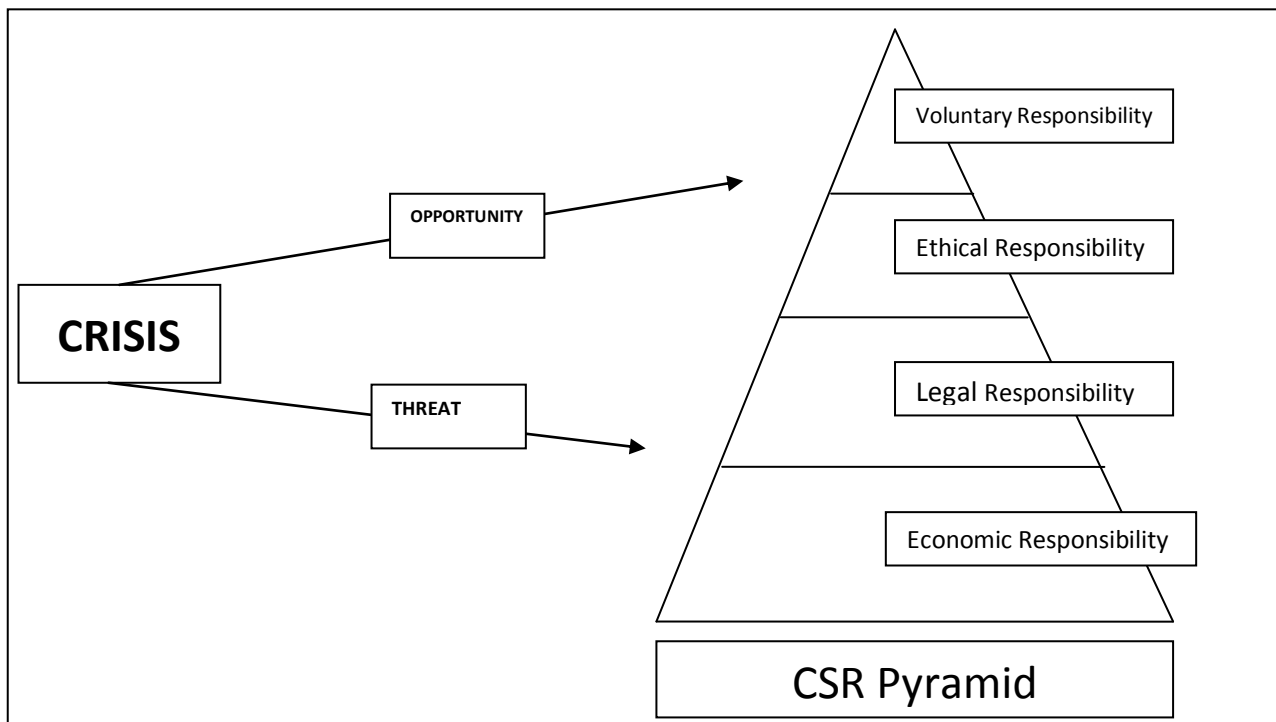 Voluntary Responsibility
OPPORTUNITY
Ethical Responsibility
CRISIS
Legal Responsibility
THREAT
Economic Responsibility
CSR Pyramid